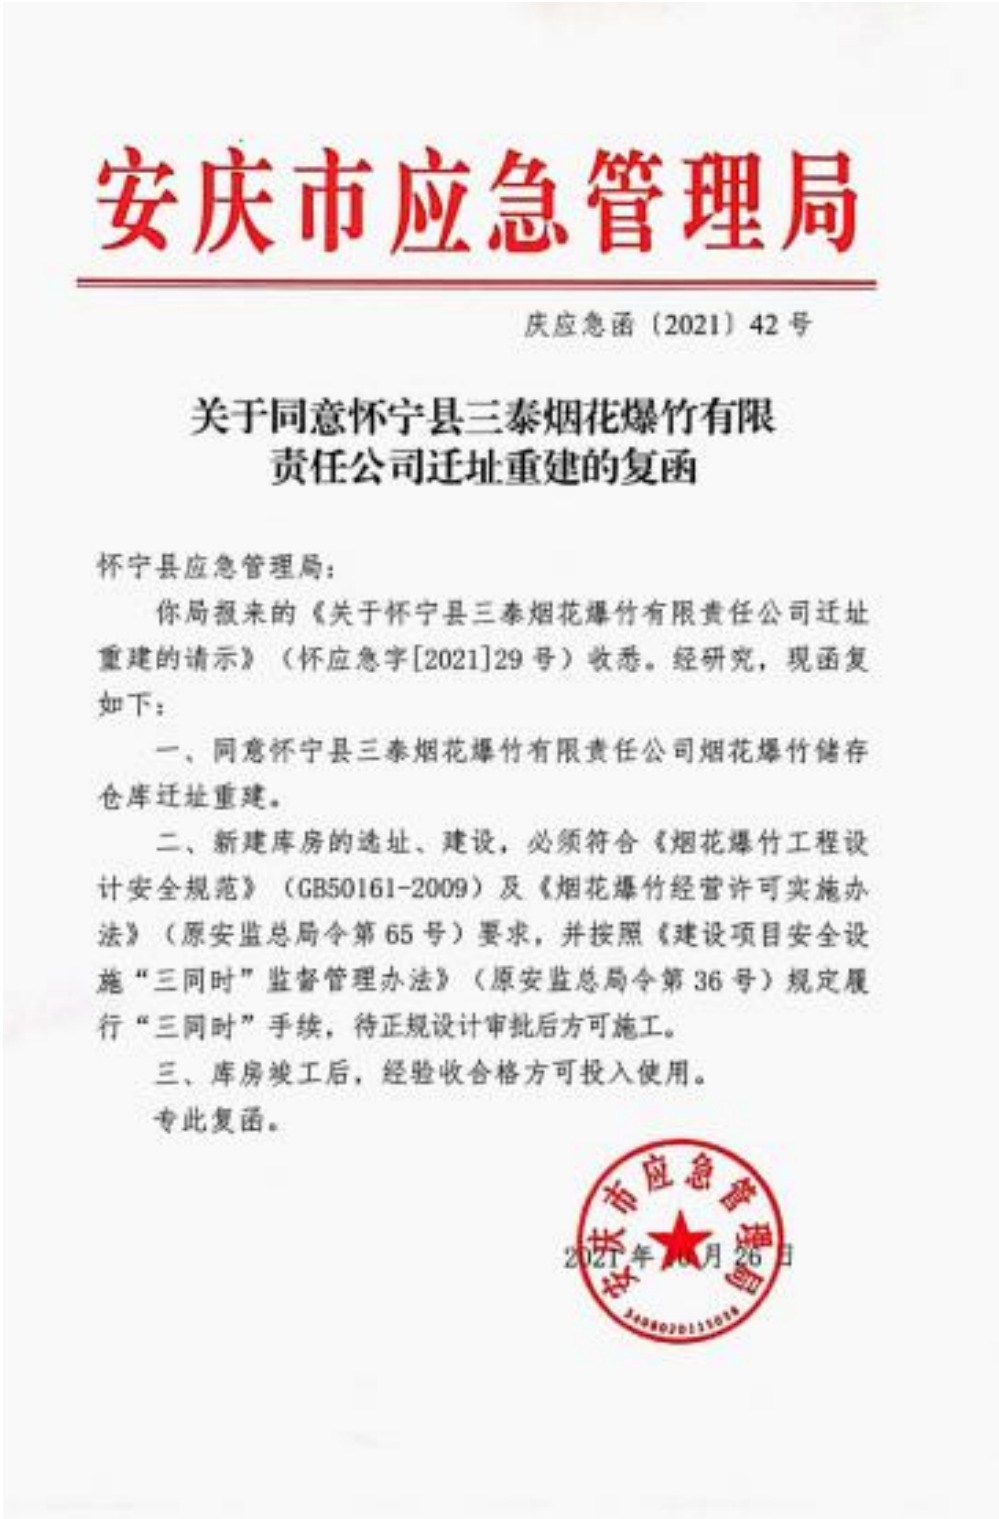 安庆市应急管理局
庆应急函〔2021〕42号
关于同意怀宁县三泰烟花爆竹有限
责任公司迁址重建的复函
怀宁县应急管理局：
你局报来的《关于怀宁县三泰烟花爆竹有限责任公司迁址
重建的请示》（怀应急字[2021]29号）收悉。经研究，现函复
如下：
一、同意怀宁县三泰烟花爆竹有限责任公司烟花爆竹储存
仓库迁址重建。
二、新建库房的选址、建设，必须符合《烟花爆竹工程设
计安全规范》（GB50161-2009）及《烟花爆竹经营许可实施办
法》（原安监总局令第65号）要求，并按照《建设项目安全设
施“三同时”监督管理办法》（原安监总局令第36号）规定履
行“三同时”手续，待正规设计审批后方可施工。
三、库房竣工后，经验收合格方可投入使用。
专此复函。
安庆市应急管理局
2021年10月26日